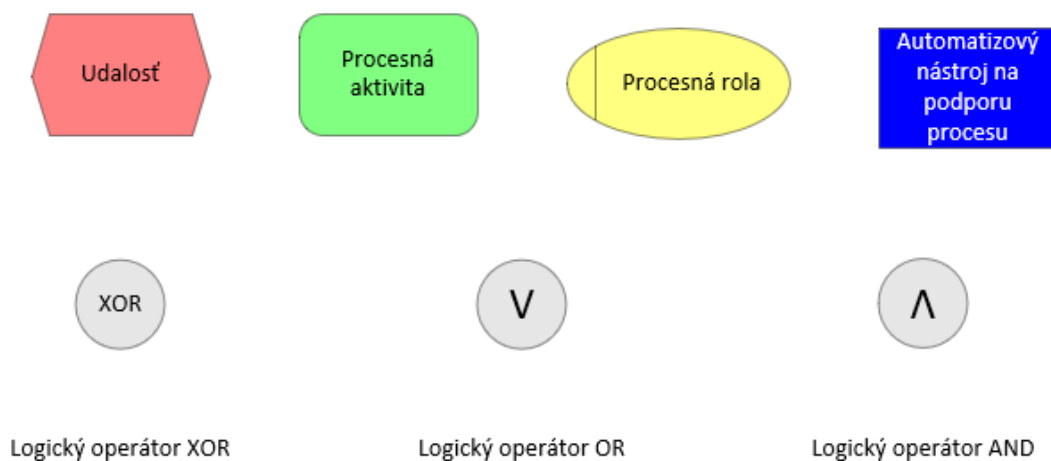 Udalosť
Procesná
aktivita
Procesná rola
Automatizový
nástroj na
podporu
procesu
XOR
V
Λ
Logický operátor XOR
Logický operátor OR
Logický operátor AND